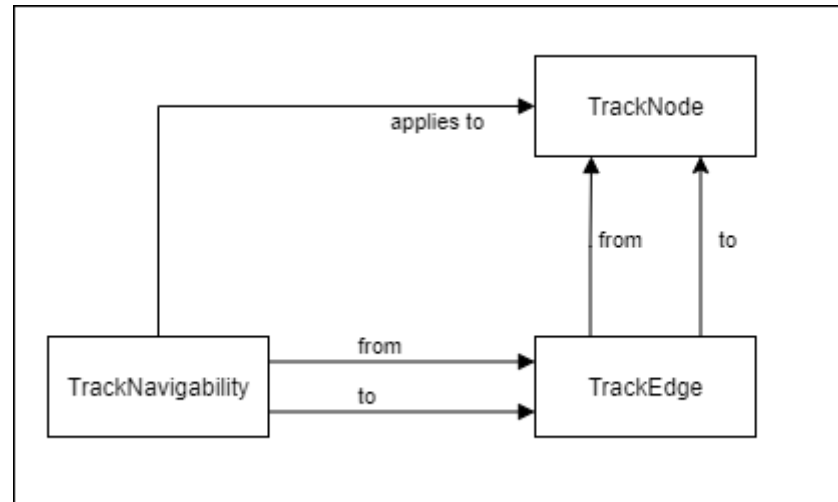 TrackNode
applies to
from
to
from
TrackNavigability
to
TrackEdge